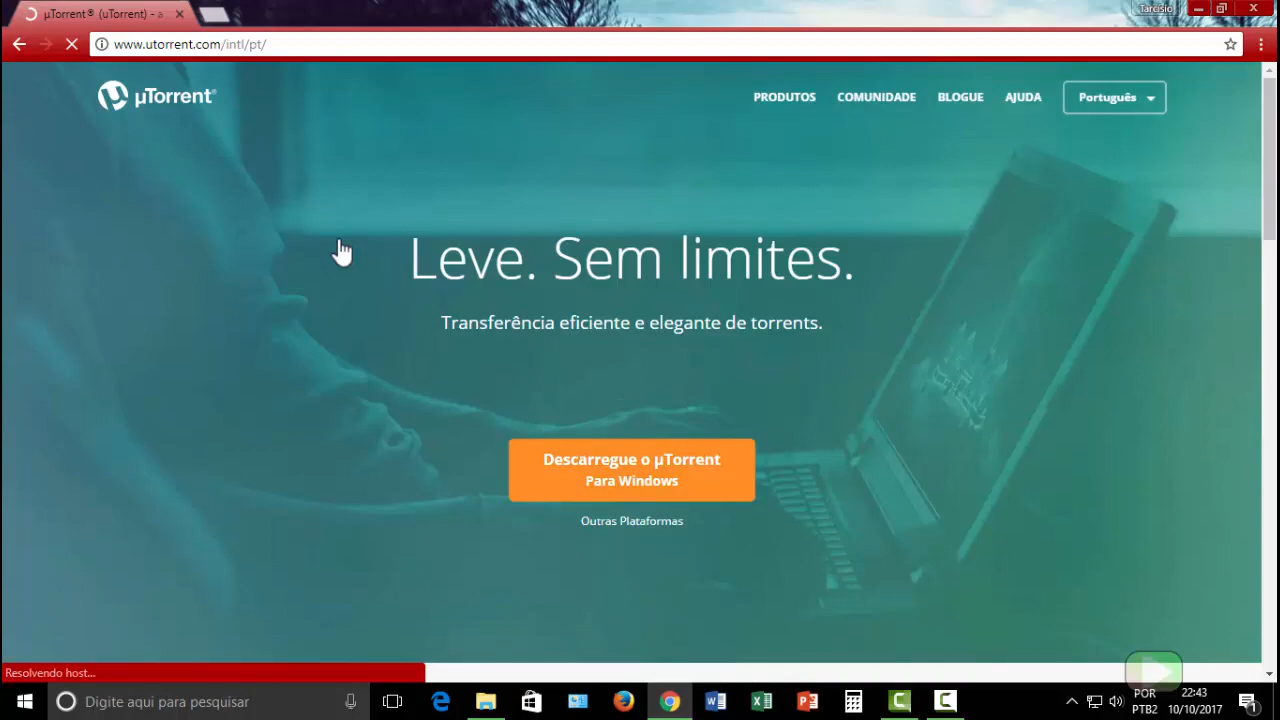 µTorrent® (uTorrent) - a
Tarcísio
www.utorrent.com/intl/pt/
µTorrent®
PRODUTOS COMUNIDADE BLOGUE AJUDA Português
Leve. Sem limites.
Transferência eficiente e elegante de torrents.
Descarregue o µTorrent
Para Windows
Outras Plataformas
Resolvendo host...
Digite aqui para pesquisar
POR
PTB2
22:43
10/10/2017
1